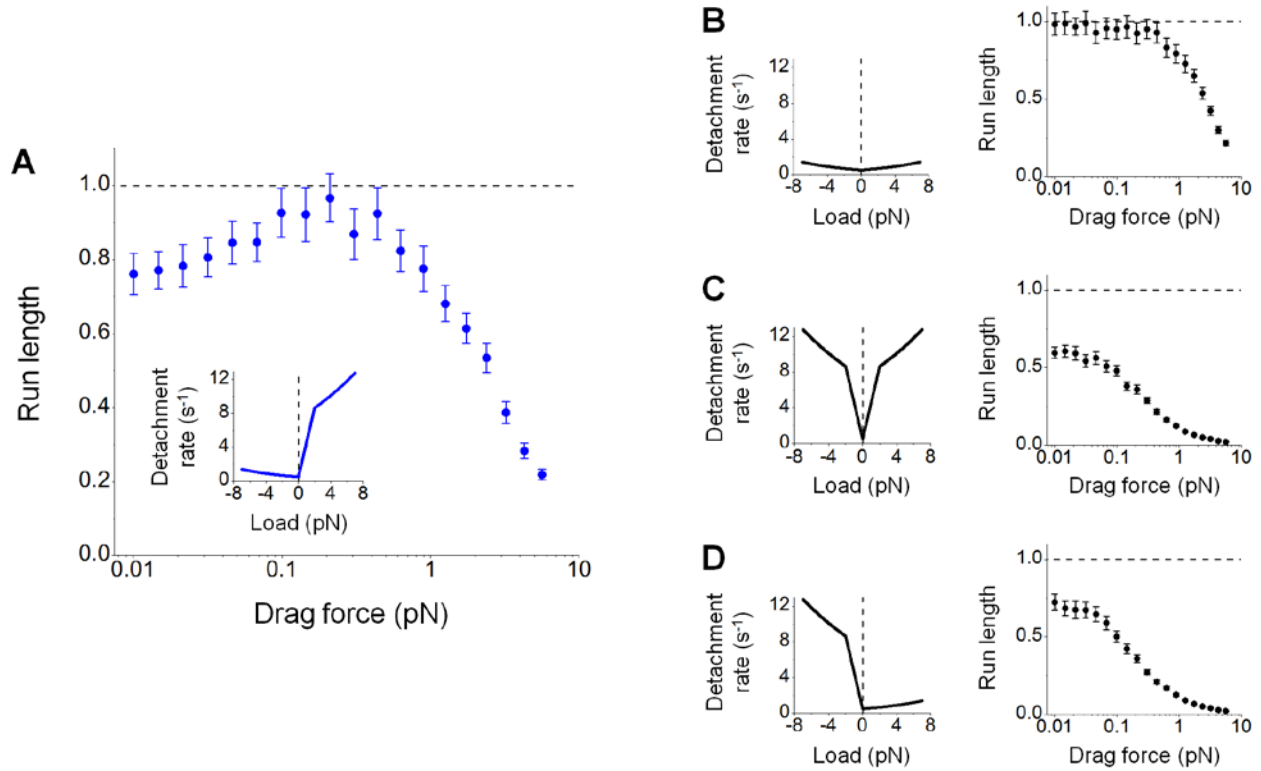 A
1.0
0.8
0.6
0.4
0.2
0.0
Run length
0.01
0.1
1
10
Drag force (pN)
12
8
4
0
Detachment
rate (s-1)
-8 -4 0 4 8
Load (pN)
B
12
8
4
0
Detachment
rate (s-1)
-8 -4 0 4 8
Load (pN)
1.0
0.5
0.0
Run length
0.01 0.1 1 10
Drag force (pN)
C
12
8
4
0
Detachment
rate (s-1)
-8 -4 0 4 8
Load (pN)
1.0
0.5
0.0
Run length
0.01 0.1 1 10
Drag force (pN)
D
12
8
4
0
Detachment
rate (s-1)
-8 -4 0 4 8
Load (pN)
1.0
0.5
0.0
Run length
0.01 0.1 1 10
Drag force (pN)